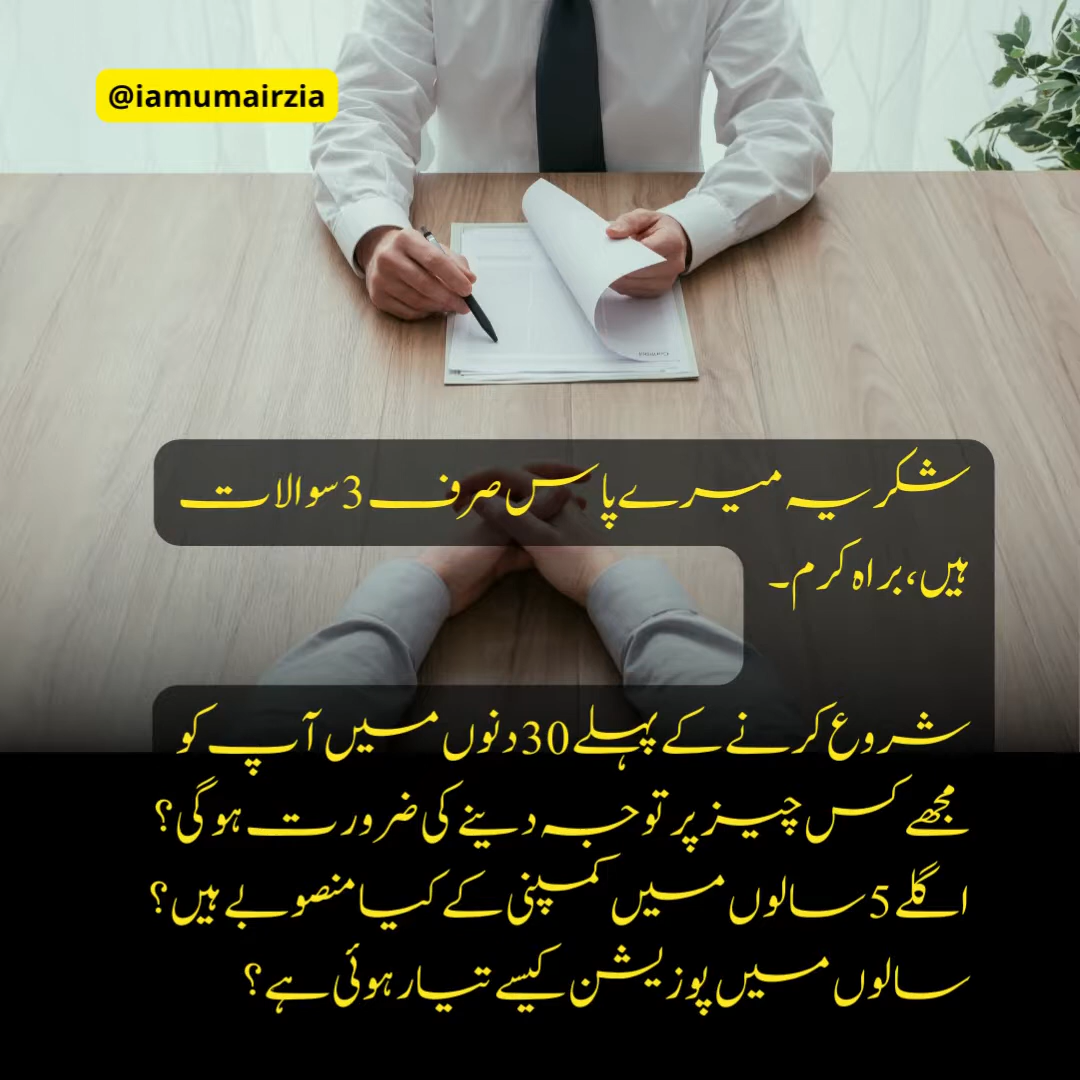 @iamumairzia
شکریہ میرے پاس صرف 3 سوالات
ہیں، براہ کرم۔
شروع کرنے کے پہلے 30 دنوں میں آپ کو
مجھے کس چیز پر توجہ دینے کی ضرورت ہوگی؟
اگلے 5 سالوں میں کمپنی کے کیا منصوبے ہیں؟
سالوں میں پوزیشن کیسے تیار ہوئی ہے؟